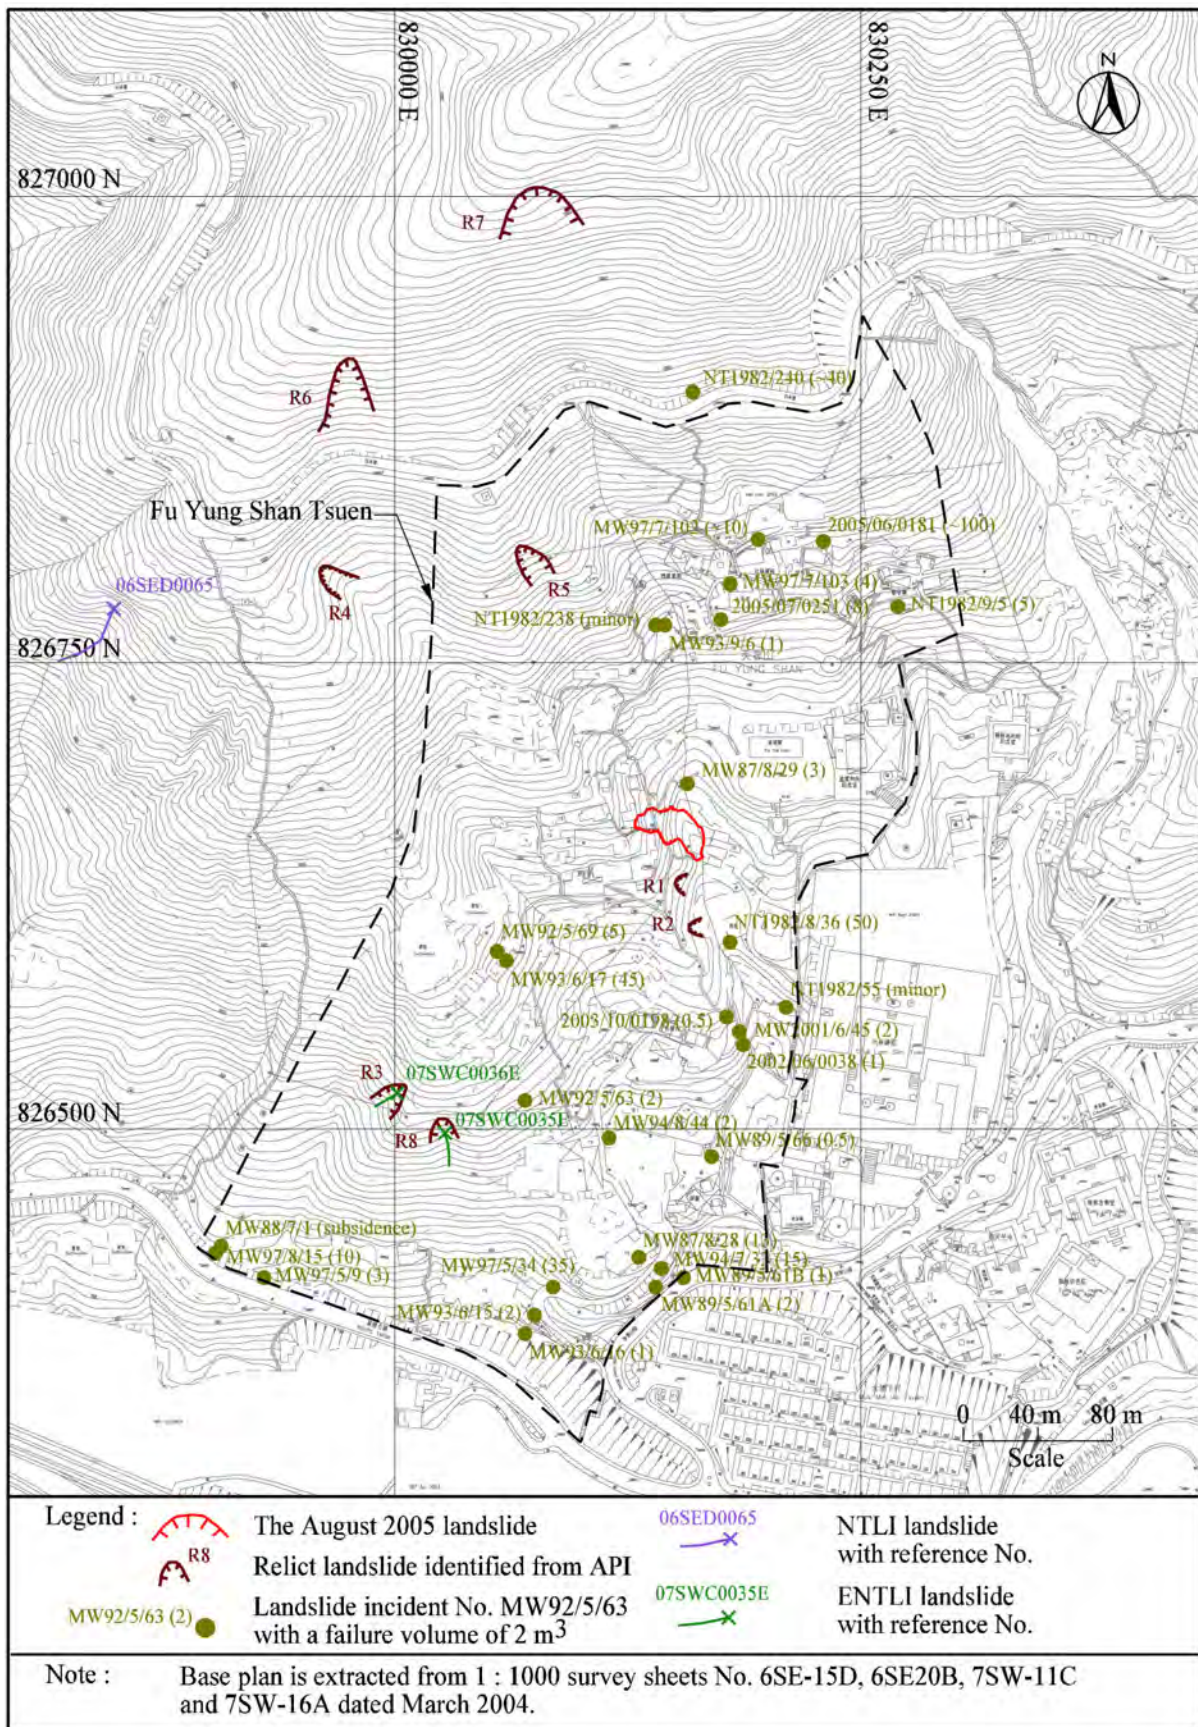 830000 E
830250 E
N
827000 N
R7
R6
NT1982/240 (~40)
Fu Yung Shan Tsuen
MW97/7/102 (~10)
2005/06/0181 (~100)
06SED0065
R4
R5
MW97/7/103 (4)
2005/07/0251 (8)
NT1982/9/5 (5)
NT1982/238 (minor)
MW93/9/6 (1)
826750 N
FU YUNG SHAN
MW87/8/29 (3)
R1
R2
NT1982/8/36 (50)
MW92/5/69 (5)
MW93/6/17 (45)
NT1982/55 (minor)
2003/10/0198 (0.5)
MW2001/6/45 (2)
2002/06/0038 (1)
R3
07SWC0036E
826500 N
MW92/5/63 (2)
07SWC0035E
R8
MW94/8/44 (2)
MW89/5/66 (0.5)
MW88/7/1 (subsidence)
MW97/8/15 (10)
MW97/5/9 (3)
MW87/8/28 (13)
MW94/7/37 (15)
MW97/5/34 (35)
MW89/5/61B (1)
MW89/5/61A (2)
MW93/6/15 (2)
MW93/6/16 (1)
0 40 m 80 m
Scale
Legend :
The August 2005 landslide
R8
Relict landslide identified from API
MW92/5/63 (2)
Landslide incident No. MW92/5/63
with a failure volume of 2 m3
06SED0065
NTLI landslide
with reference No.
07SWC0035E
ENTLI landslide
with reference No.
Note :
Base plan is extracted from 1 : 1000 survey sheets No. 6SE-15D, 6SE20B, 7SW-11C
and 7SW-16A dated March 2004.